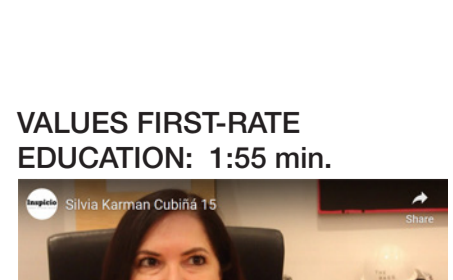 VALUES FIRST-RATE
EDUCATION: 1:55 min.
Inspicio
Silvia Karman Cubiñá 15
Share